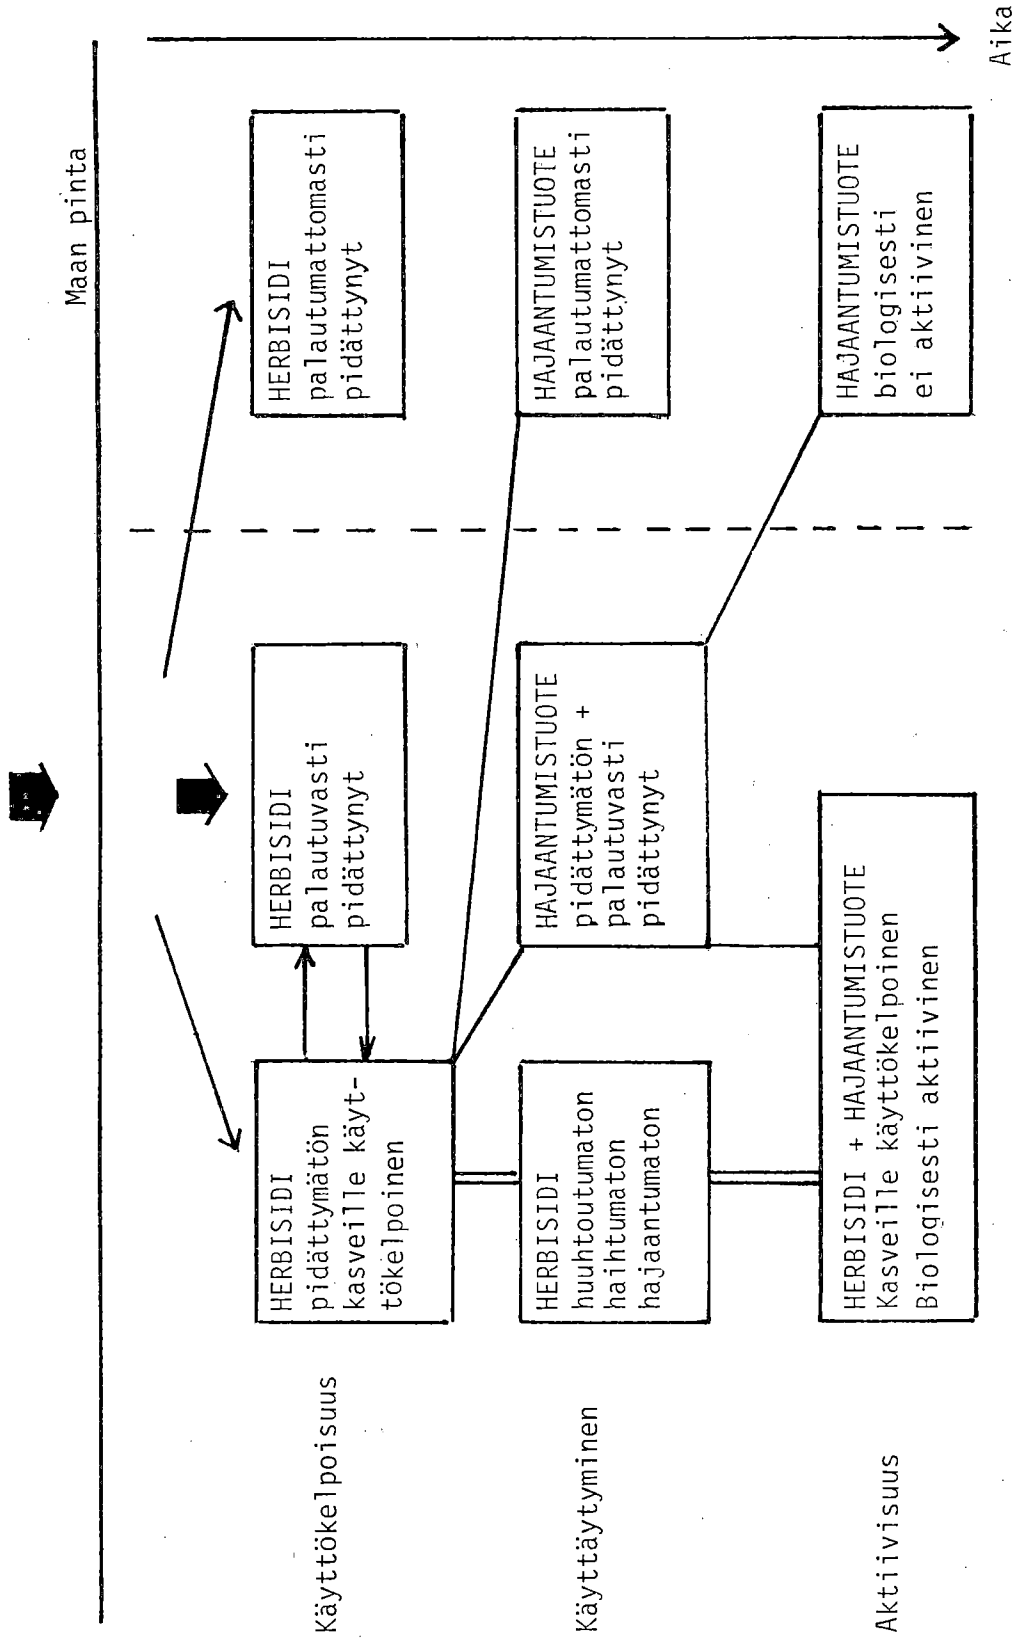 Maan pinta
Käyttökelpoisuus
HERBISIDI
pidättymätön
kasveille käyt-
tökelpoinen
HERBISIDI
palautuvasti
pidättynyt
HERBISIDI
palautumattomasti
pidättynyt
Käyttäytyminen
HERBISIDI
huuhtoutumaton
haihtumaton
hajaantumaton
HAJAANTUMISTUOTE
pidättymätön +
palautuvasti
pidättynyt
HAJAANTUMISTUOTE
palautumattomasti
pidättynyt
Aktiivisuus
HERBISIDI + HAJAANTUMISTUOTE
Kasveille käyttökelpoinen
Biologisesti aktiivinen
HAJAANTUMISTUOTE
biologisesti
ei aktiivinen
Aika